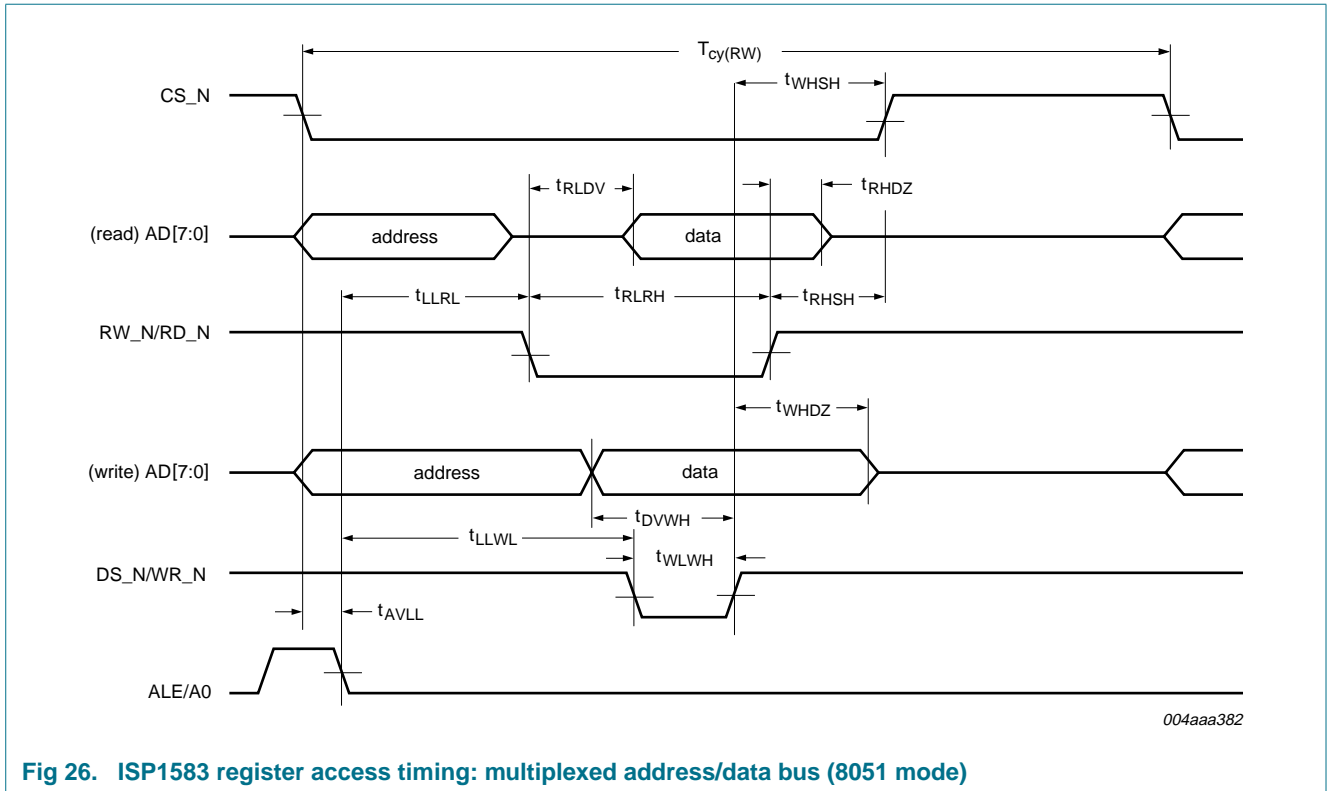 Tcy(RW)
tWHSH
CS_N
tRLDV
tRHDZ
(read) AD[7:0]
address
data
tLLRL
tRLRH
tRHSH
RW_N/RD_N
tWHDZ
(write) AD[7:0]
address
data
tDVWH
tLLWL
tWLWH
DS_N/WR_N
tAVLL
ALE/A0
004aaa382
Fig 26. ISP1583 register access timing: multiplexed address/data bus (8051 mode)